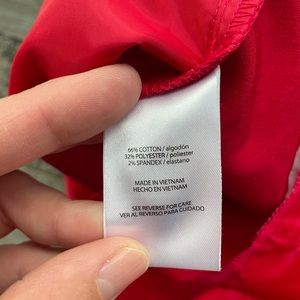 66% COTTON / algodón
32% POLYESTER / poliester
2% SPANDEX / elastano
MADE IN VIETNAM
HECHO EN VIETNAM
SEE REVERSE FOR CARE
VER AL REVERSO PARA CUIDADO